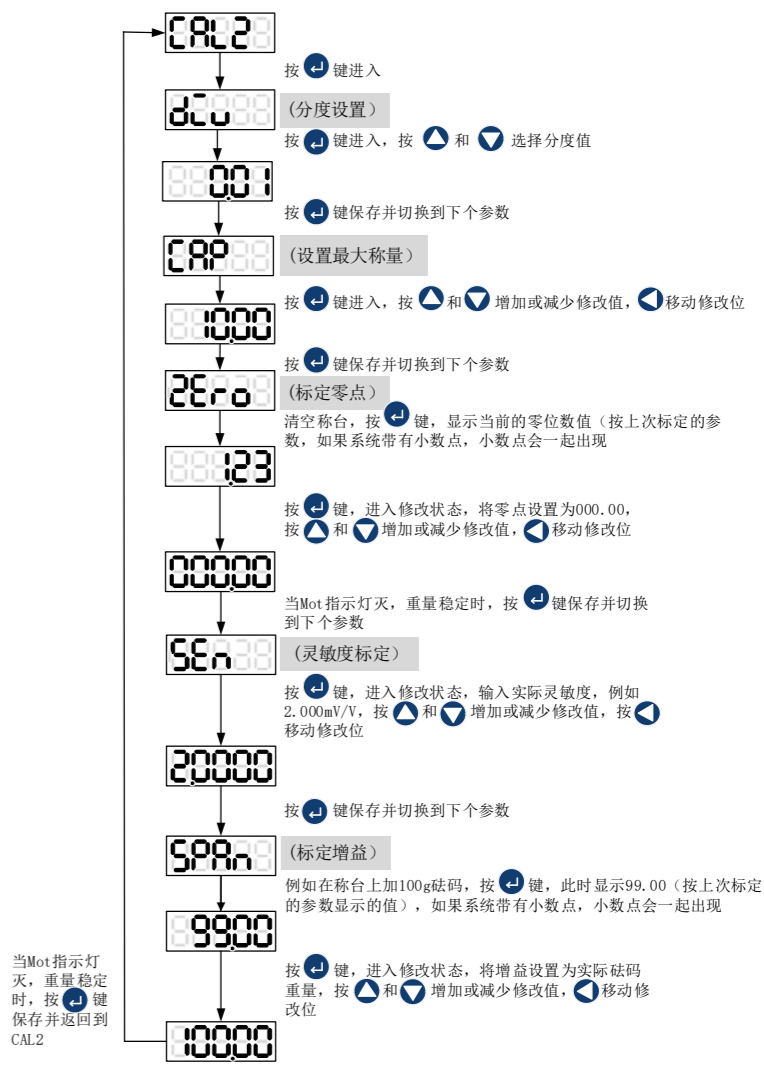 CAL2
按 键进入
div
(分度设置)
按 键进入，按 和 选择分度值
0.01
按 键保存并切换到下个参数
CAP
(设置最大称量)
按 键进入，按 和 增加或减少修改值， 移动修改位
10.00
按 键保存并切换到下个参数
2Ero
(标定零点)
清空称台，按 键，显示当前的零位数值（按上次标定的参
数，如果系统带有小数点，小数点会一起出现
1.23
按 键，进入修改状态，将零点设置为000.00，
按 和 增加或减少修改值， 移动修改位
000.00
当Mot指示灯灭，重量稳定时，按 键保存并切换
到下个参数
SEn
(灵敏度标定)
按 键，进入修改状态，输入实际灵敏度，例如
2.000mV/V，按 和 增加或减少修改值，按
移动修改位
2.0000
按 键保存并切换到下个参数
SPAn
(标定增益)
例如在称台上加100g砝码，按 键，此时显示99.00（按上次标定
的参数显示的值），如果系统带有小数点，小数点会一起出现
99.00
按 键，进入修改状态，将增益设置为实际砝码
重量，按 和 增加或减少修改值， 移动修
改位
100.00
当Mot指示灯
灭，重量稳定
时，按 键
保存并返回到
CAL2